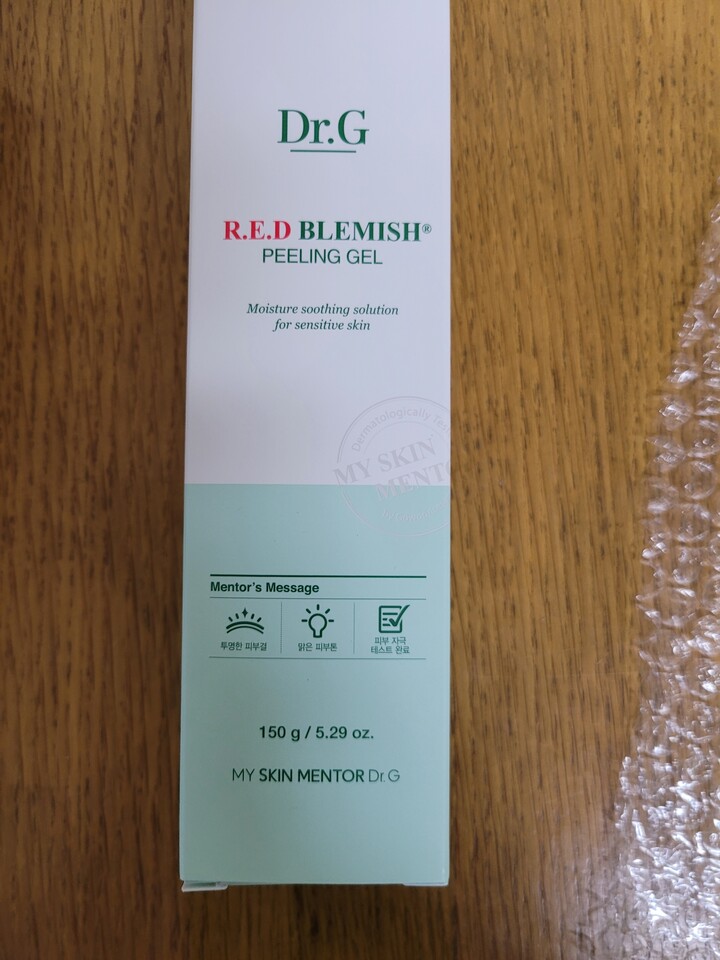 Dr.G
R.E.D BLEMISH®
PEELING GEL
Moisture soothing solution
for sensitive skin
Dermatologically
MY SKIN
Mentor's Message
투명한 피부결
맑은 피부톤
피부 자극
테스트 완료
150 g / 5.29 oz.
MY SKIN MENTOR Dr.G